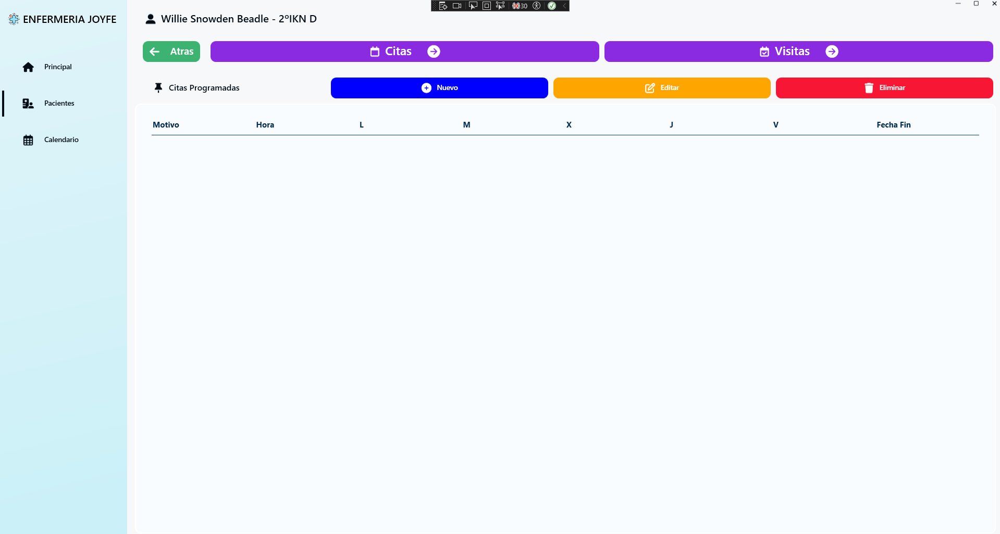 ENFERMERIA JOYFE
Willie Snowden Beadle - 2ºIKN D
30
Atras
Citas
Visitas
Principal
Pacientes
Calendario
Citas Programadas
Nuevo
Editar
Eliminar
Motivo Hora L M X J V Fecha Fin